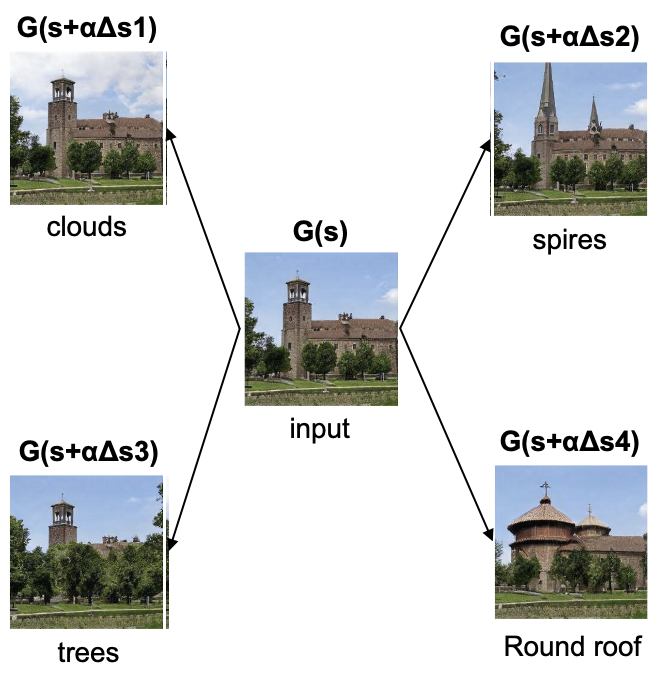 G(s+αΔs1)
clouds
G(s+αΔs2)
spires
G(s)
input
G(s+αΔs3)
trees
G(s+αΔs4)
Round roof